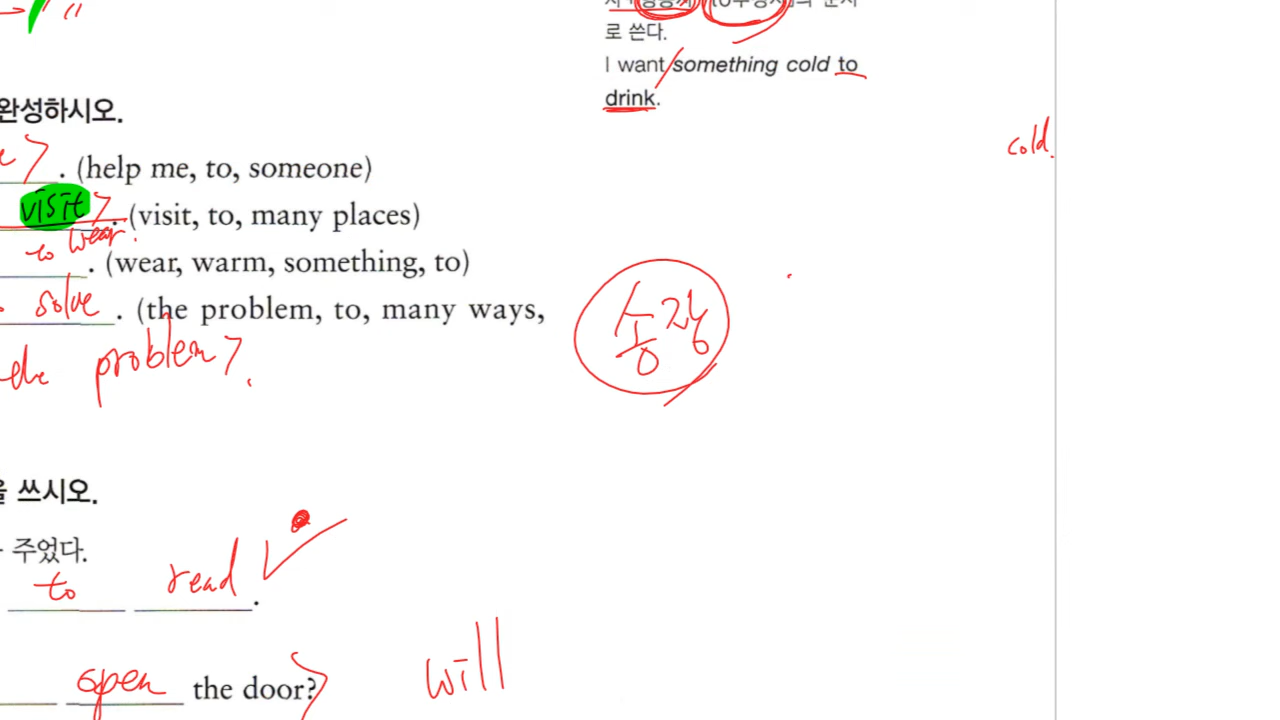 로 쓴다.
I want something cold to
drink.
cold.
완성하시오.
. (help me, to, someone)
visit . (visit, to, many places)
to wear.
. (wear, warm, something, to)
solve . (the problem, to, many ways,
problem
송장
쓰시오.
주었다.
to read .
open the door?
will